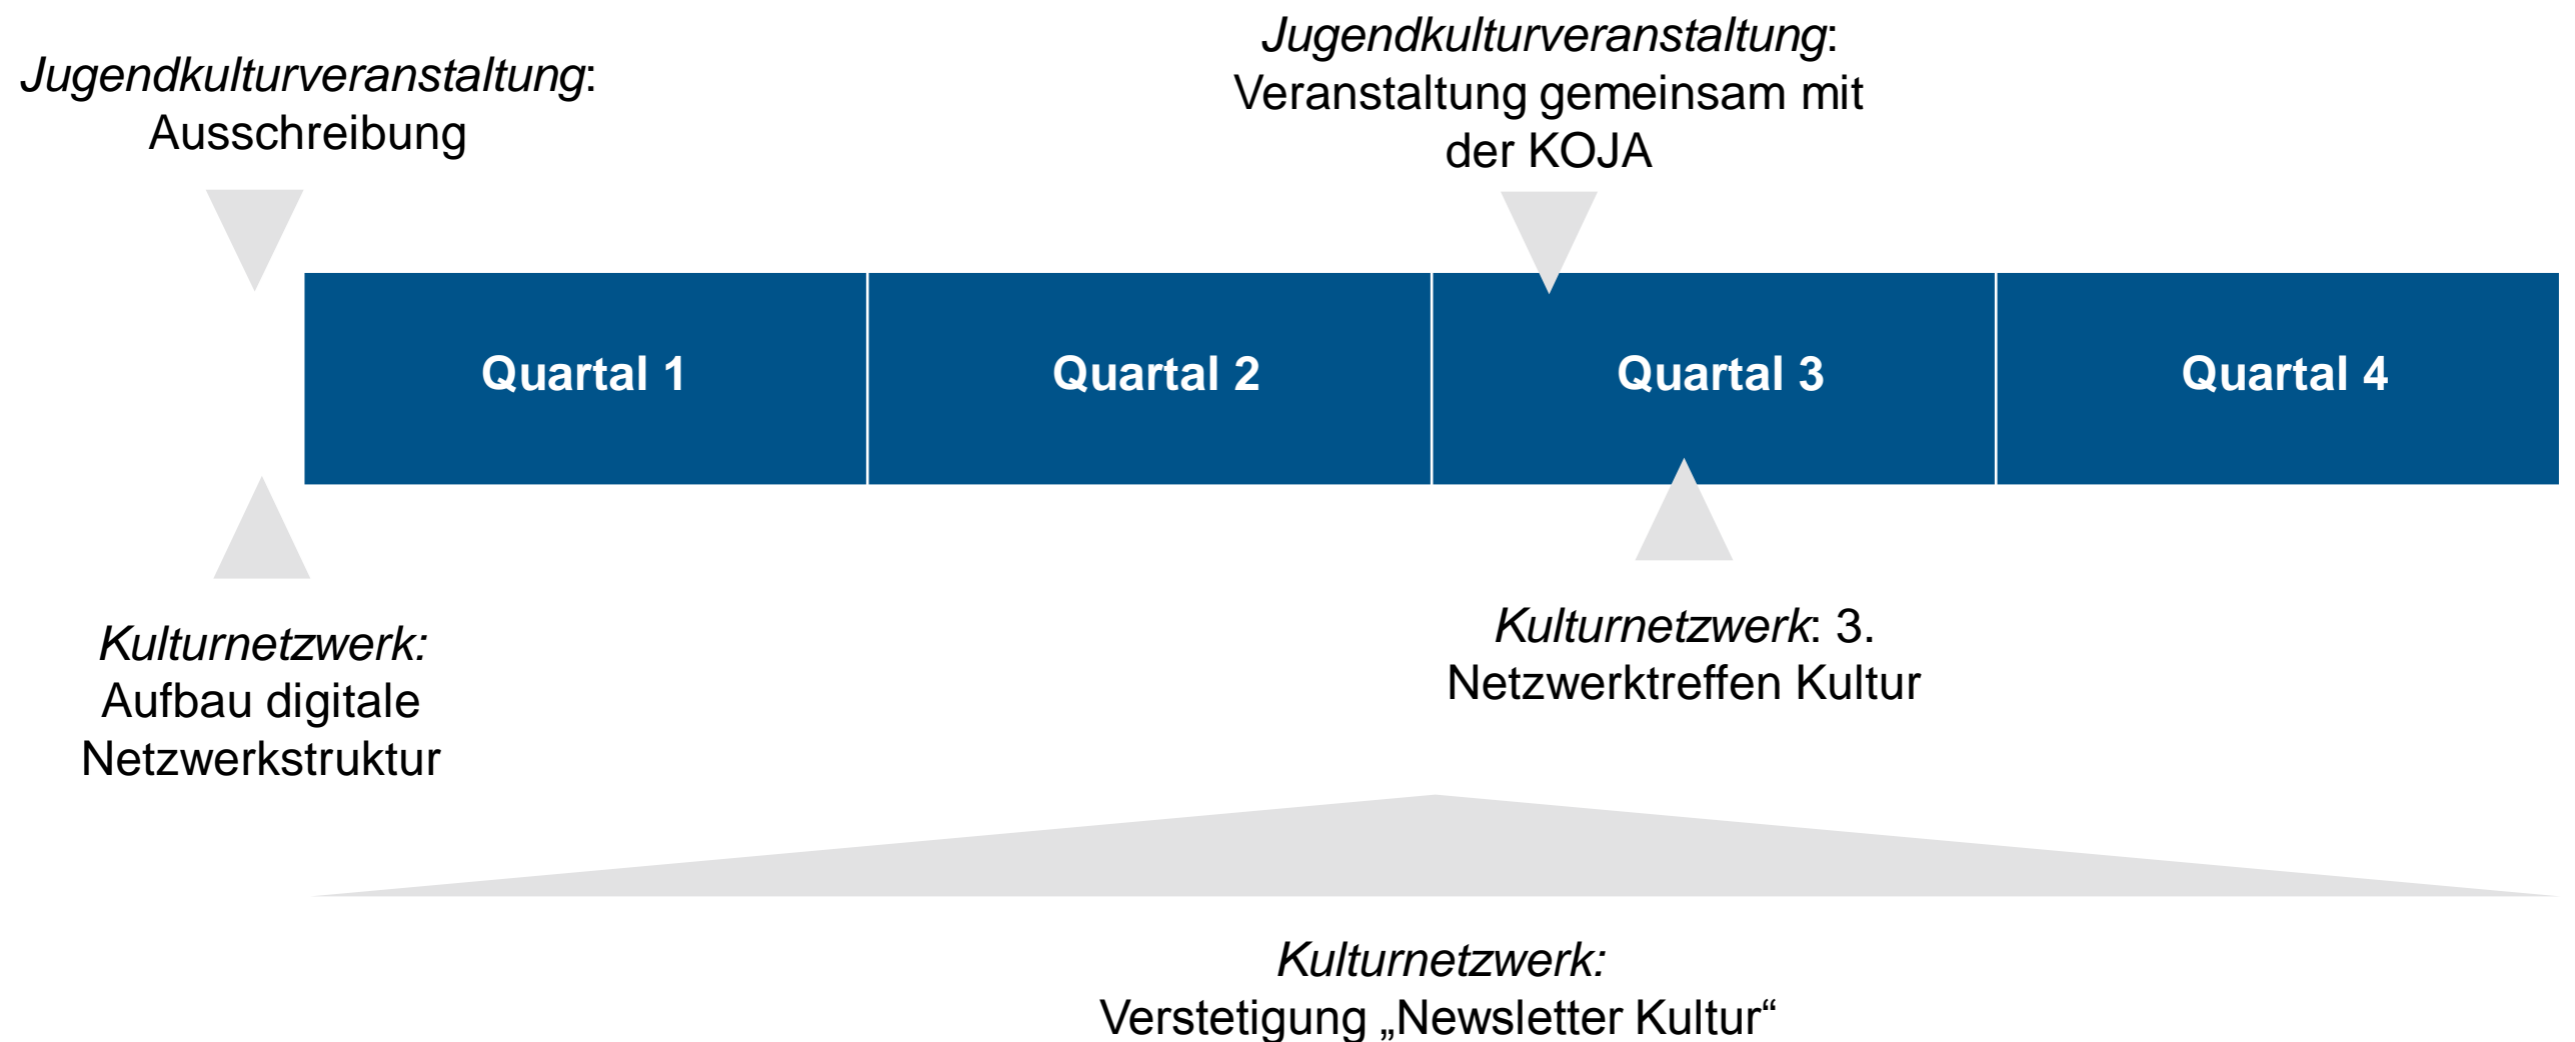 Jugendkulturveranstaltung:
Ausschreibung
Jugendkulturveranstaltung:
Veranstaltung gemeinsam mit
der KOJA
Quartal 1
Quartal 2
Quartal 3
Quartal 4
Kulturnetzwerk:
Aufbau digitale
Netzwerkstruktur
Kulturnetzwerk: 3.
Netzwerktreffen Kultur
Kulturnetzwerk:
Verstetigung „Newsletter Kultur“